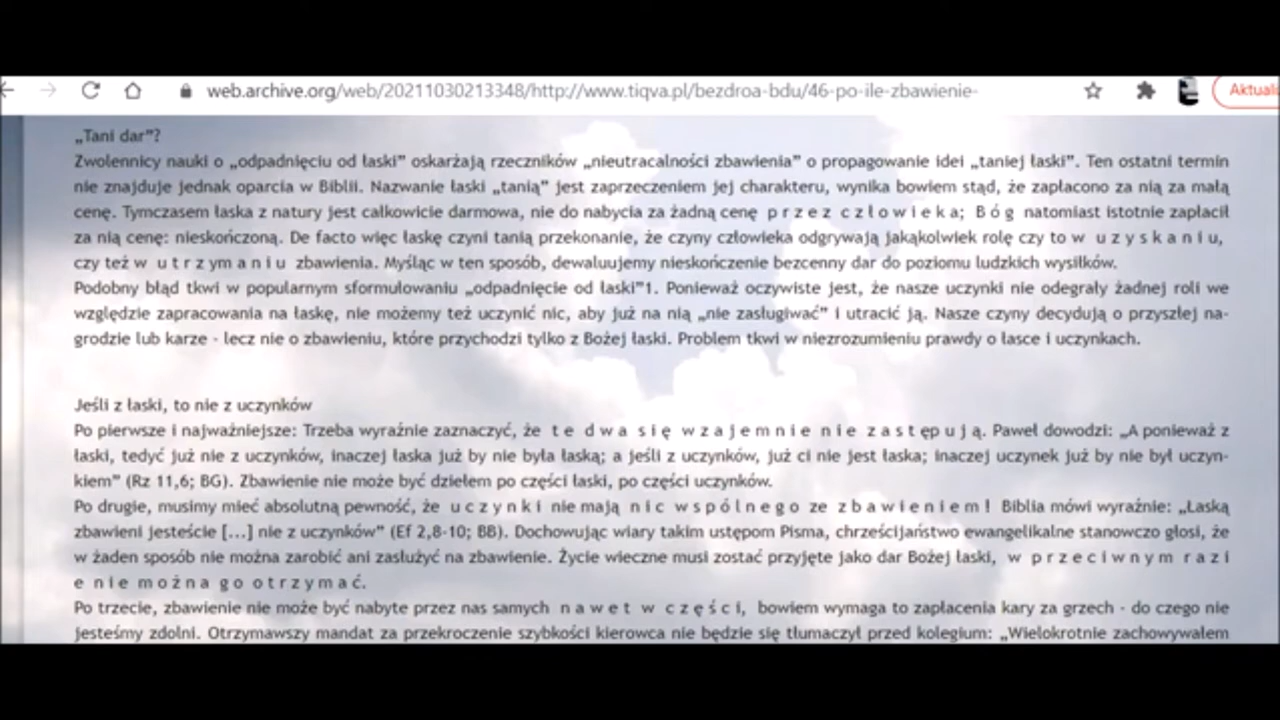 web.archive.org/web/20211030213348/http://www.tiqva.pl/bezdroa-bdu/46-po-ile-zbawienie-
Aktuali
„Tani dar”?
Zwolennicy nauki o „odpadnięciu od łaski” oskarżają rzeczników „nieutracalności zbawienia” o propagowanie idei „taniej łaski”. Ten ostatni termin
nie znajduje jednak oparcia w Biblii. Nazwanie łaski „tanią” jest zaprzeczeniem jej charakteru, wynika bowiem stąd, że zapłacono za nią za małą
cenę. Tymczasem łaska z natury jest całkowicie darmowa, nie do nabycia za żadną cenę p r z e z c z ł o w i e k a; B ó g natomiast istotnie zapłacił
za nią cenę: nieskończoną. De facto więc łaskę czyni tanią przekonanie, że czyny człowieka odgrywają jakąkolwiek rolę czy to w u z y s k a n i u,
czy też w u t r z y m a n i u zbawienia. Myśląc w ten sposób, dewaluujemy nieskończenie bezcenny dar do poziomu ludzkich wysiłków.
Podobny błąd tkwi w popularnym sformułowaniu „odpadnięcie od łaski”1. Ponieważ oczywiste jest, że nasze uczynki nie odegrały żadnej roli we
względzie zapracowania na łaskę, nie możemy też uczynić nic, aby już na nią „nie zasługiwać” i utracić ją. Nasze czyny decydują o przyszłej na-
grodzie lub karze - lecz nie o zbawieniu, które przychodzi tylko z Bożej łaski. Problem tkwi w niezrozumieniu prawdy o łasce i uczynkach.
Jeśli z łaski, to nie z uczynków
Po pierwsze i najważniejsze: Trzeba wyraźnie zaznaczyć, że t e d w a s i ę w z a j e m n i e n i e z a s t ę p u j ą. Paweł dowodzi: „A ponieważ z
łaski, tedyć już nie z uczynków, inaczej łaska już by nie była łaską; a jeśli z uczynków, już ci nie jest łaska; inaczej uczynek już by nie był uczyn-
kiem” (Rz 11,6; BG). Zbawienie nie może być dziełem po części łaski, po części uczynków.
Po drugie, musimy mieć absolutną pewność, że u c z y n k i nie mają n i c w s p ó l n e g o ze z b a w i e n i e m ! Biblia mówi wyraźnie: „Łaską
zbawieni jesteście [...] nie z uczynków” (Ef 2,8-10; BB). Dochowując wiary takim ustępom Pisma, chrześcijaństwo ewangelikalne stanowczo głosi, że
w żaden sposób nie można zarobić ani zasłużyć na zbawienie. Życie wieczne musi zostać przyjęte jako dar Bożej łaski, w p r z e c i w n y m r a z i
e n i e m o ż n a g o o t r z y m a ć.
Po trzecie, zbawienie nie może być nabyte przez nas samych n a w e t w c z ę ś c i, bowiem wymaga to zapłacenia kary za grzech - do czego nie
jesteśmy zdolni. Otrzymawszy mandat za przekroczenie szybkości kierowca nie będzie się tłumaczył przed kolegium: „Wielokrotnie zachowywałem